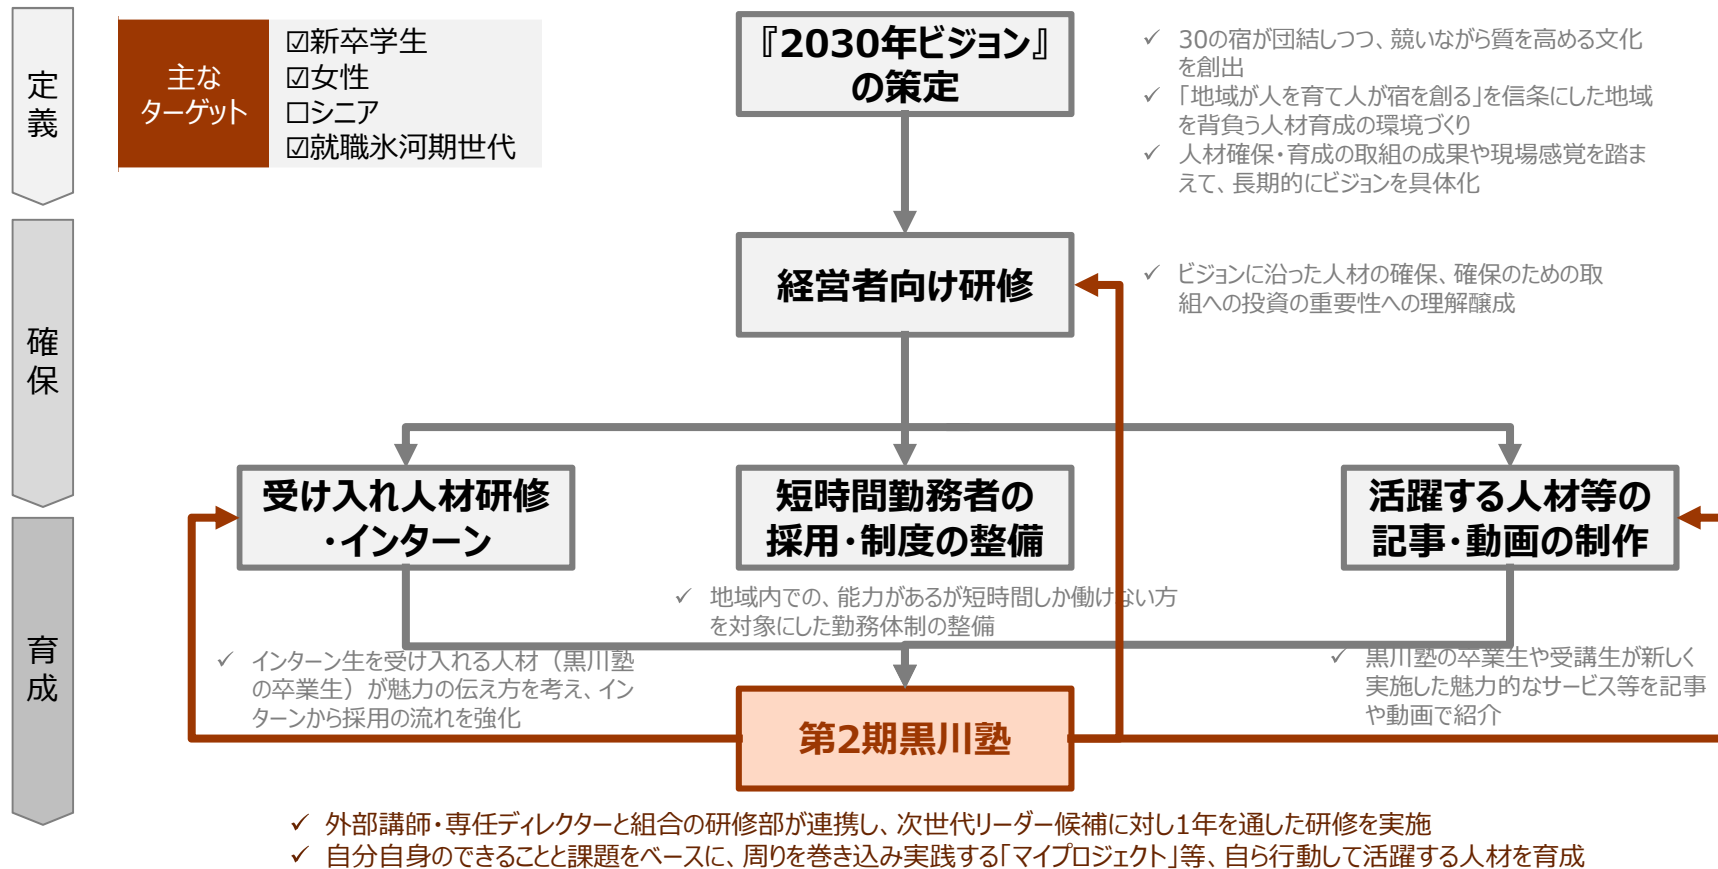 定
義
主な
ターゲット
☑新卒学生
☑女性
☐シニア
☑就職氷河期世代
『2030年ビジョン』
の策定
✓ 30の宿が団結しつつ、競いながら質を高める文化
を創出
✓ 「地域が人を育て人が宿を創る」を信条にした地域
を背負う人材育成の環境づくり
✓ 人材確保・育成の取組の成果や現場感覚を踏ま
えて、長期的にビジョンを具体化
確
保
経営者向け研修
✓ ビジョンに沿った人材の確保、確保のための取
組への投資の重要性への理解醸成
受け入れ人材研修
・インターン
短時間勤務者の
採用・制度の整備
活躍する人材等の
記事・動画の制作
育
成
✓ 地域内での、能力があるが短時間しか働けない方
を対象にした勤務体制の整備
✓ インターン生を受け入れる人材（黒川塾
の卒業生）が魅力の伝え方を考え、イン
ターンから採用の流れを強化
✓ 黒川塾の卒業生や受講生が新しく
実施した魅力的なサービス等を記事
や動画で紹介
第2期黒川塾
✓ 外部講師・専任ディレクターと組合の研修部が連携し、次世代リーダー候補に対し1年を通した研修を実施
✓ 自分自身のできることと課題をベースに、周りを巻き込み実践する「マイプロジェクト」等、自ら行動して活躍する人材を育成